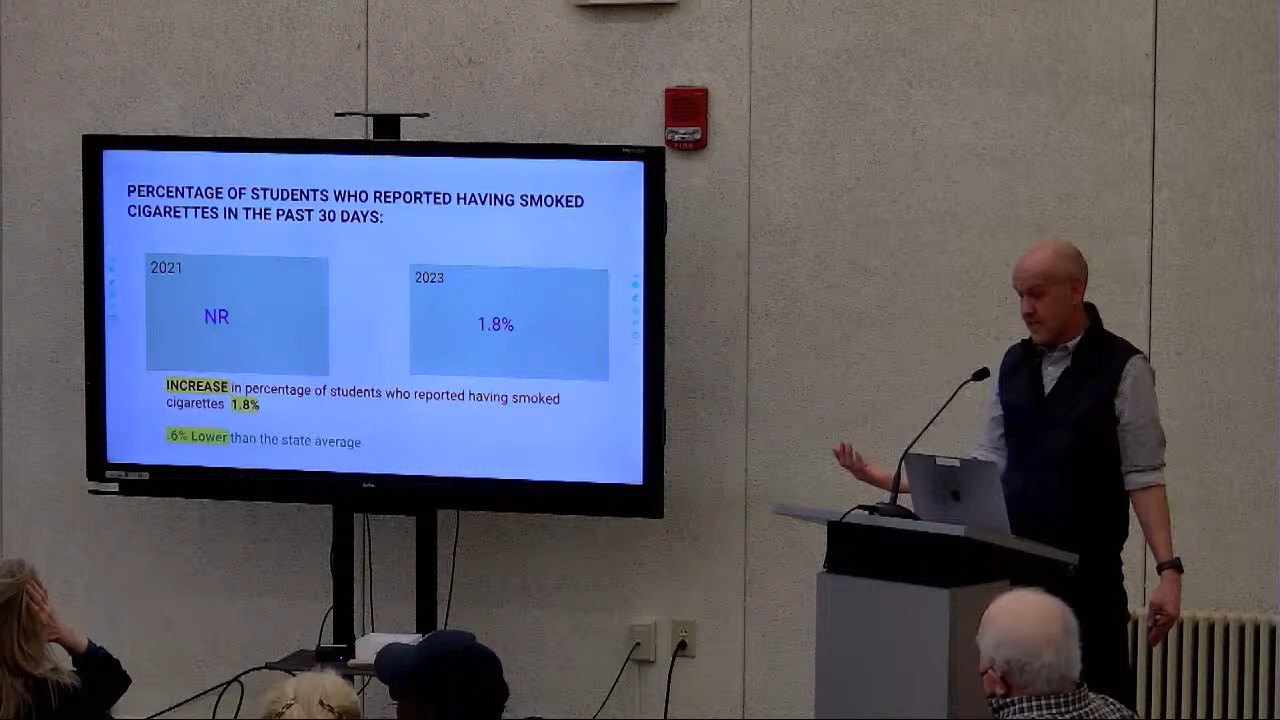 PERCENTAGE OF STUDENTS WHO REPORTED HAVING SMOKED
CIGARETTES IN THE PAST 30 DAYS:
2021
NR
2023
1.8%
INCREASE in percentage of students who reported having smoked
cigarettes 1.8%
.6% Lower than the state average
FIRE